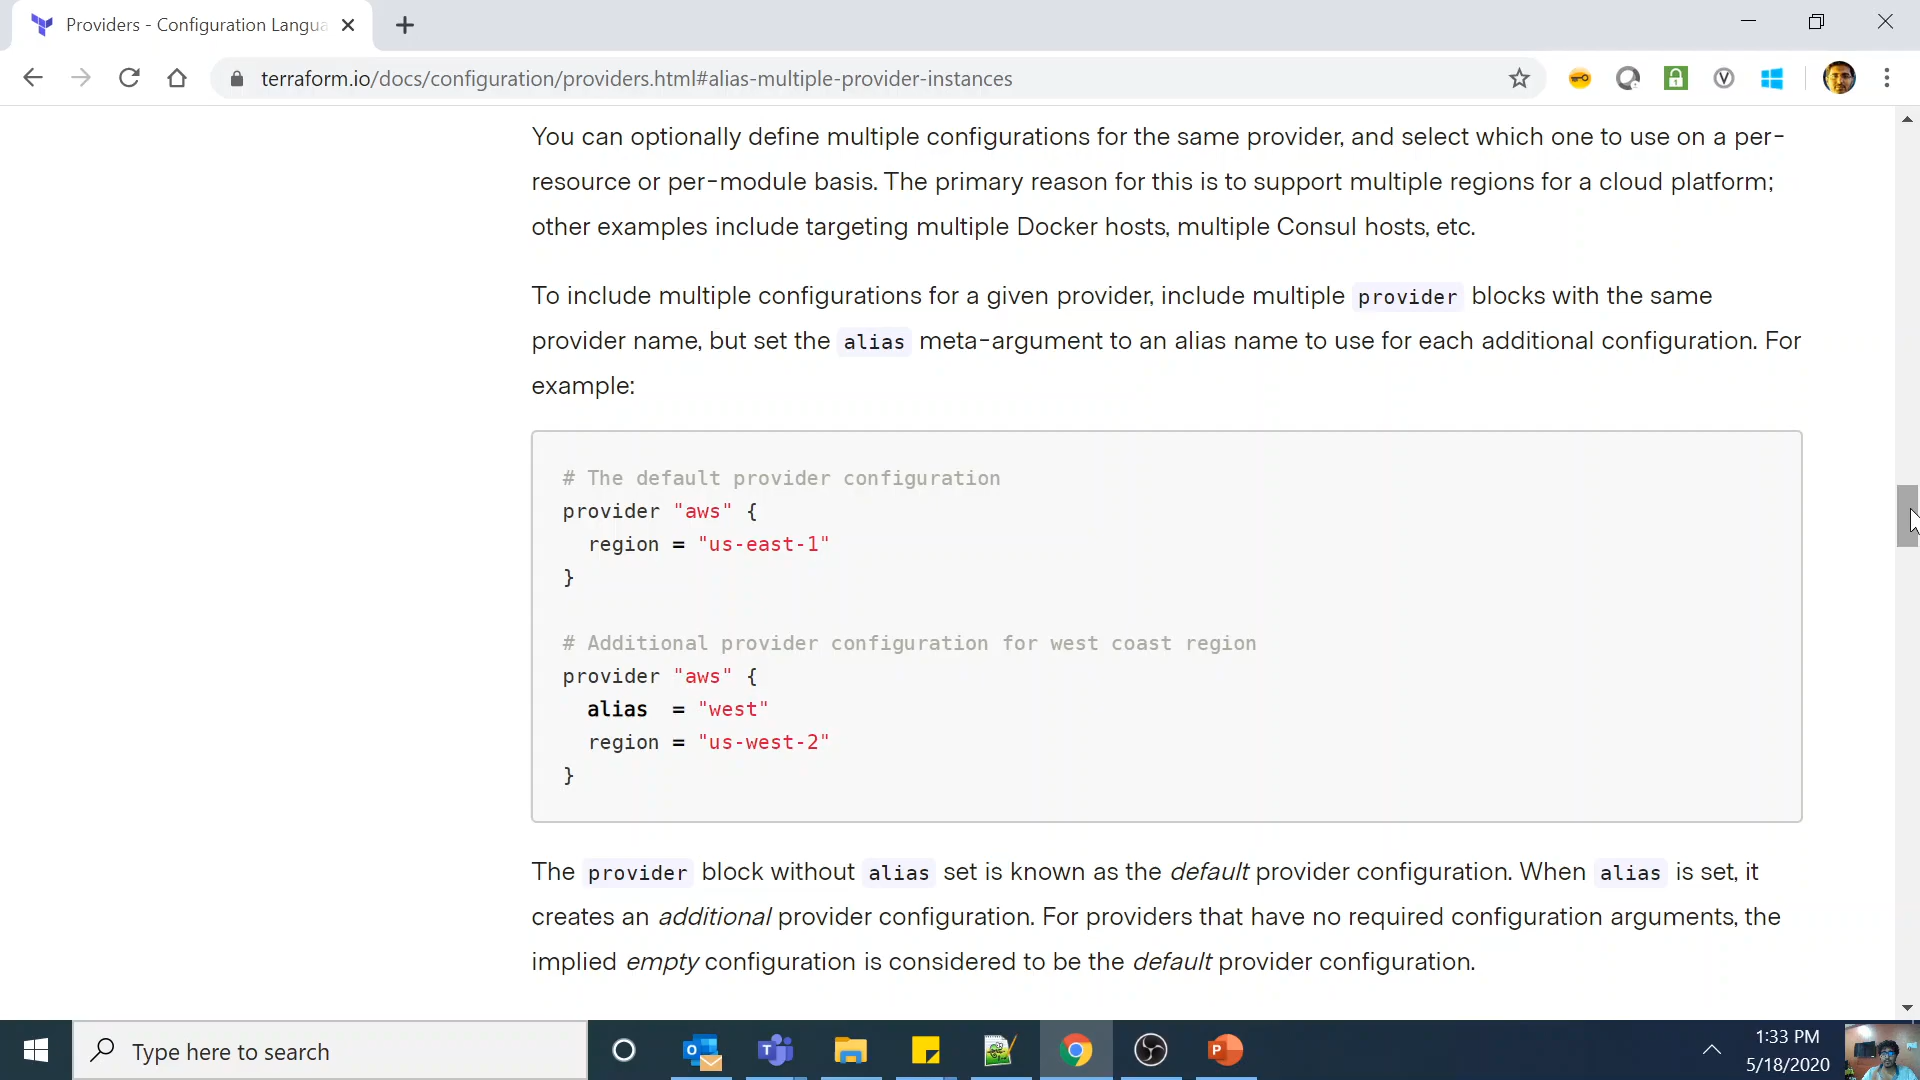 Providers - Configuration Langua
terraform.io/docs/configuration/providers.html#alias-multiple-provider-instances
You can optionally define multiple configurations for the same provider, and select which one to use on a per-
resource or per-module basis. The primary reason for this is to support multiple regions for a cloud platform;
other examples include targeting multiple Docker hosts, multiple Consul hosts, etc.
To include multiple configurations for a given provider, include multiple provider blocks with the same
provider name, but set the alias meta-argument to an alias name to use for each additional configuration. For
example:
# The default provider configuration
provider "aws" {
  region = "us-east-1"
}
# Additional provider configuration for west coast region
provider "aws" {
  alias  = "west"
  region = "us-west-2"
}
The provider block without alias set is known as the default provider configuration. When alias is set, it
creates an additional provider configuration. For providers that have no required configuration arguments, the
implied empty configuration is considered to be the default provider configuration.
Type here to search
1:33 PM
5/18/2020